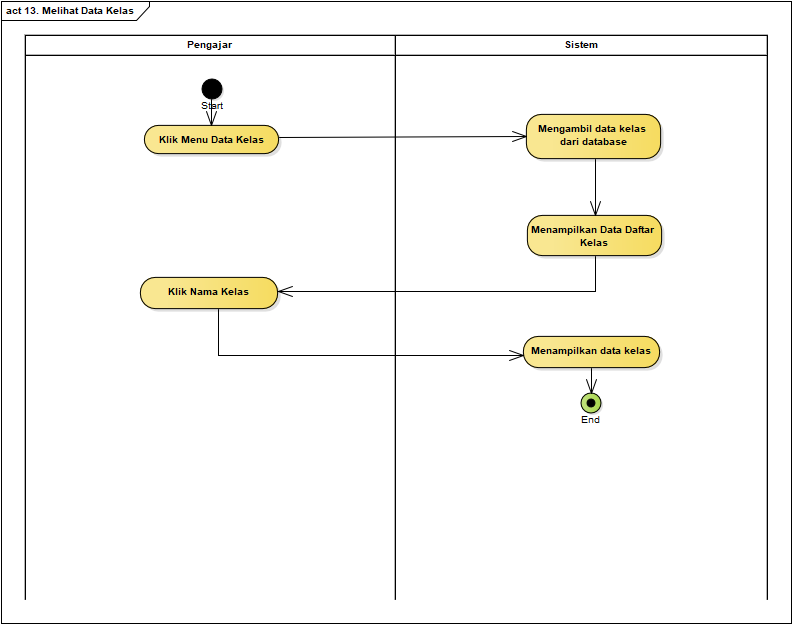 act 13. Melihat Data Kelas
Pengajar
Sistem
Start
Klik Menu Data Kelas
Mengambil data kelas
dari database
Menampilkan Data Daftar
Kelas
Klik Nama Kelas
Menampilkan data kelas
End